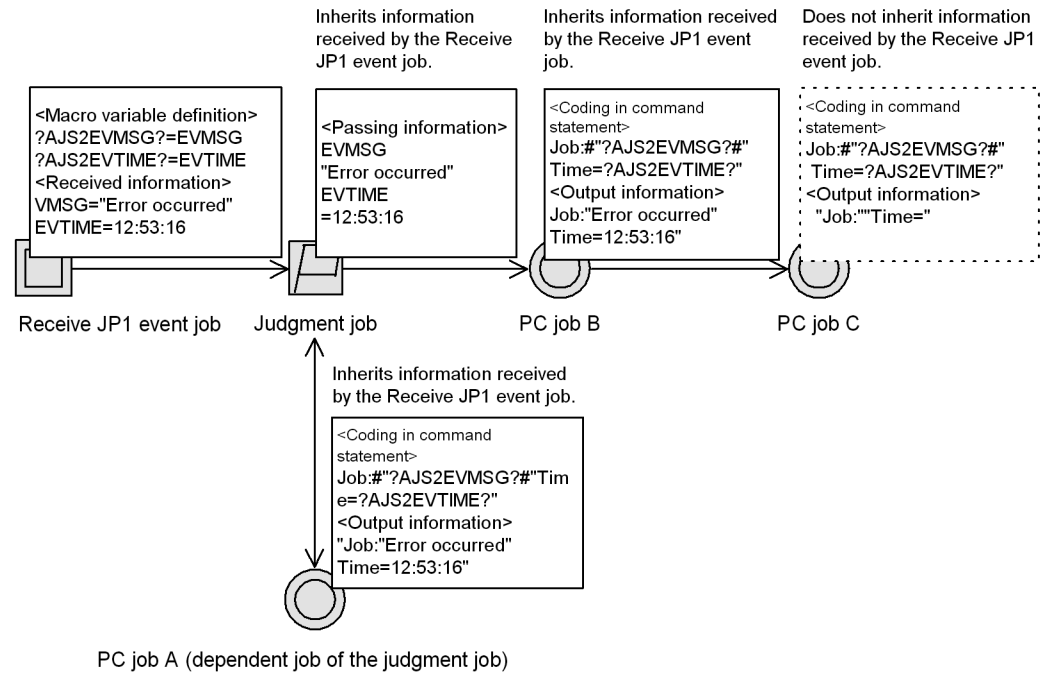 Inherits information
received by the Receive
JP1 event job.
Inherits information received
by the Receive JP1 event
job.
Does not inherit information
received by the Receive JP1
event job.
<Macro variable definition>
?AJS2EVMSG?=EVMSG
?AJS2EVTIME?=EVTIME
<Received information>
VMSG="Error occurred"
EVTIME=12:53:16
<Passing information>
EVMSG
"Error occurred"
EVTIME
=12:53:16
<Coding in command
statement>
Job:#"?AJS2EVMSG?#"
Time=?AJS2EVTIME?"
<Output information>
Job:"Error occurred"
Time=12:53:16"
<Coding in command
statement>
Job:#"?AJS2EVMSG?#"
Time=?AJS2EVTIME?"
<Output information>
"Job:""Time="
Receive JP1 event job
Judgment job
PC job B
PC job C
Inherits information received
by the Receive JP1 event job.
<Coding in command
statement>
Job:#"?AJS2EVMSG?#"Tim
e=?AJS2EVTIME?"
<Output information>
"Job:"Error occurred"
Time=12:53:16"
PC job A (dependent job of the judgment job)